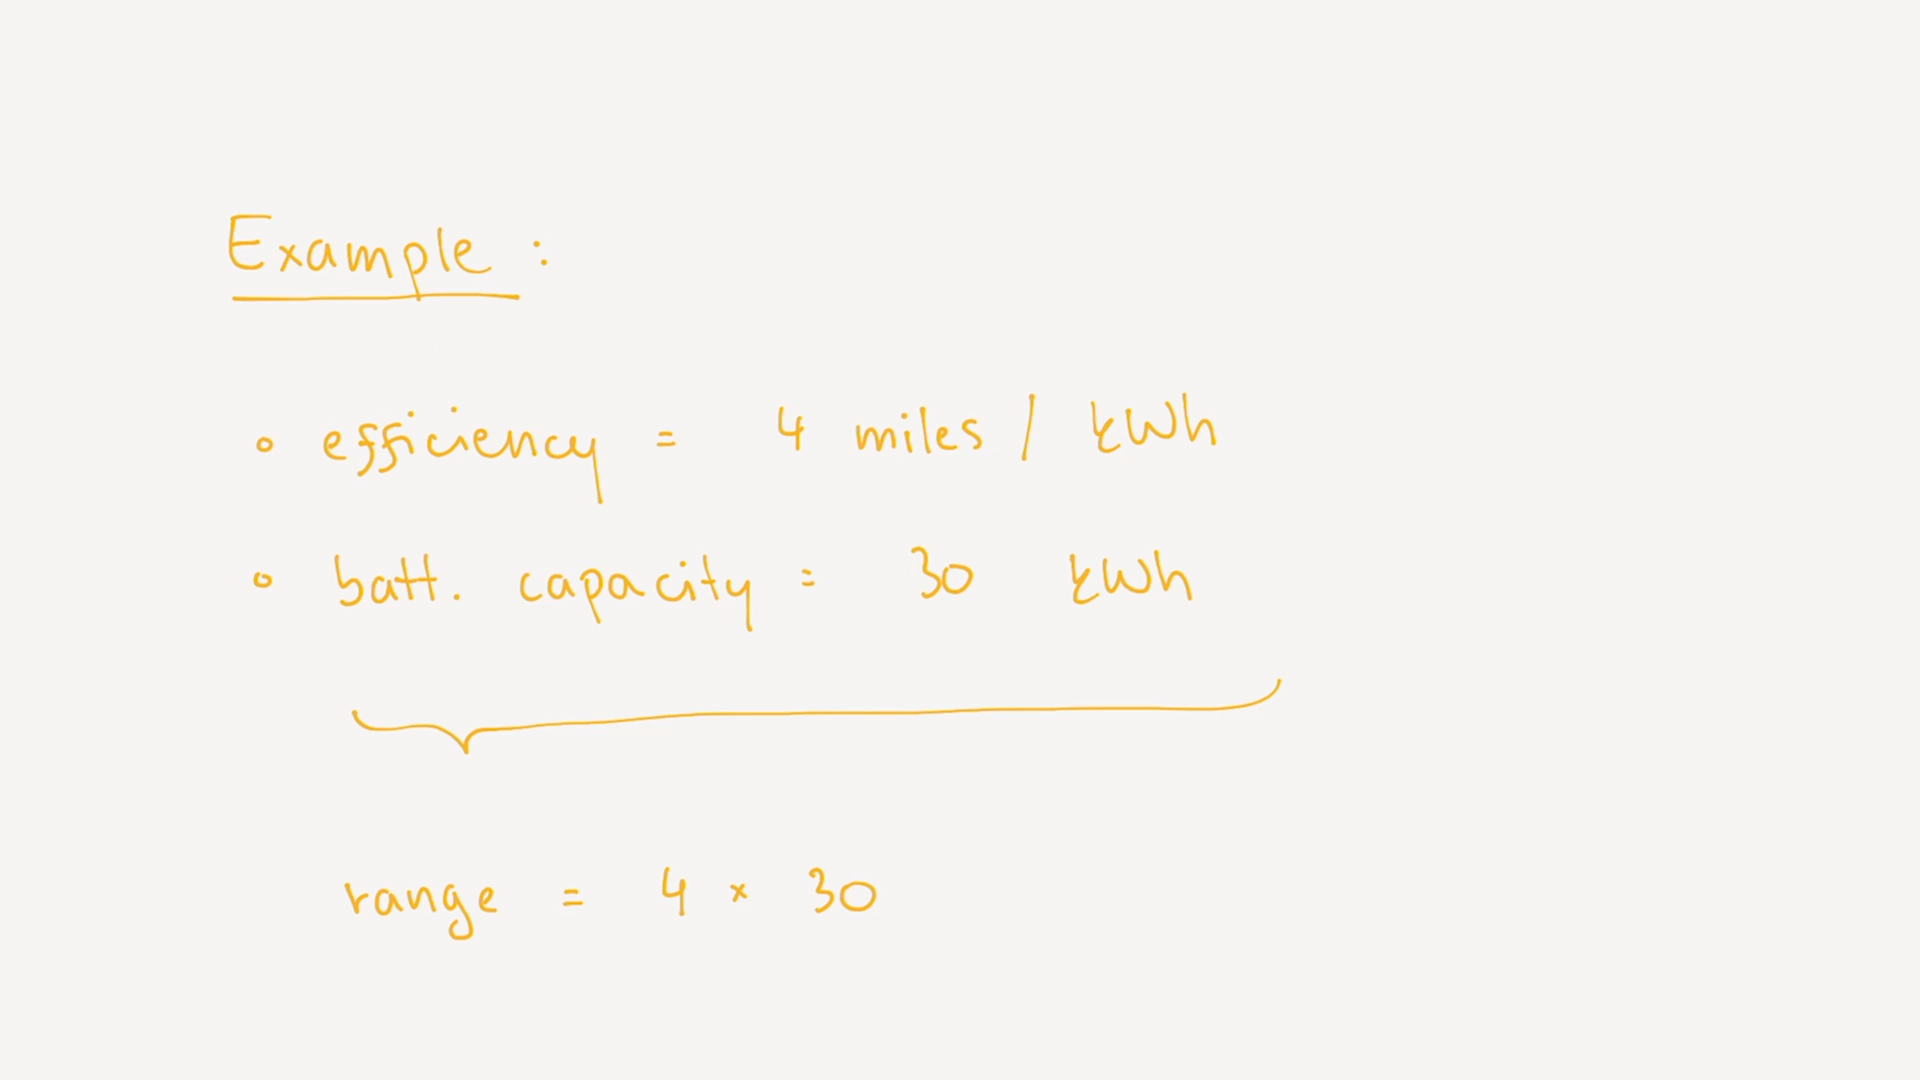 Example :
◦ efficiency = 4 miles / kWh
◦ batt. capacity = 30 kWh
range = 4 × 30